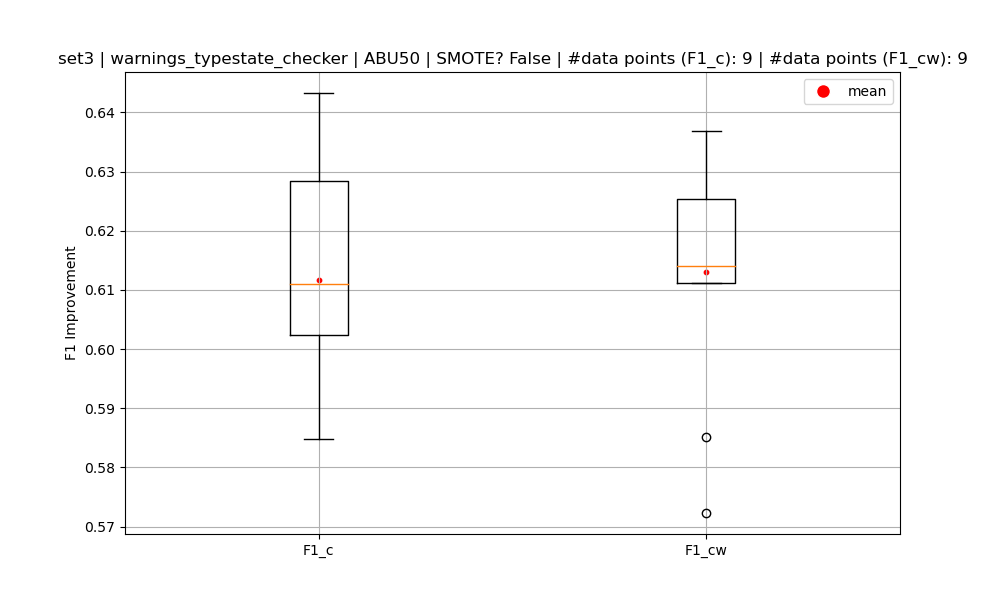 set3 | warnings_typestate_checker | ABU50 | SMOTE? False | #data points (F1_c): 9 | #data points (F1_cw): 9
mean
0.64
0.63
0.62
0.61
0.60
0.59
0.58
0.57
F1 Improvement
F1_c
F1_cw